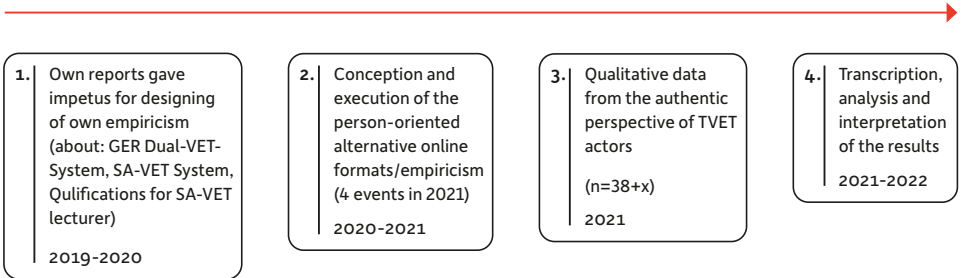 1.
Own reports gave
impetus for designing
of own empiricism
(about: GER Dual-VET-
System, SA-VET System,
Qulifications for SA-VET
lecturer)
2019-2020
2.
Conception and
execution of the
person-oriented
alternative online
formats/empiricism
(4 events in 2021)
2020-2021
3.
Qualitative data
from the authentic
perspective of TVET
actors
(n=38+x)
2021
4.
Transcription,
analysis and
interpretation
of the results
2021-2022